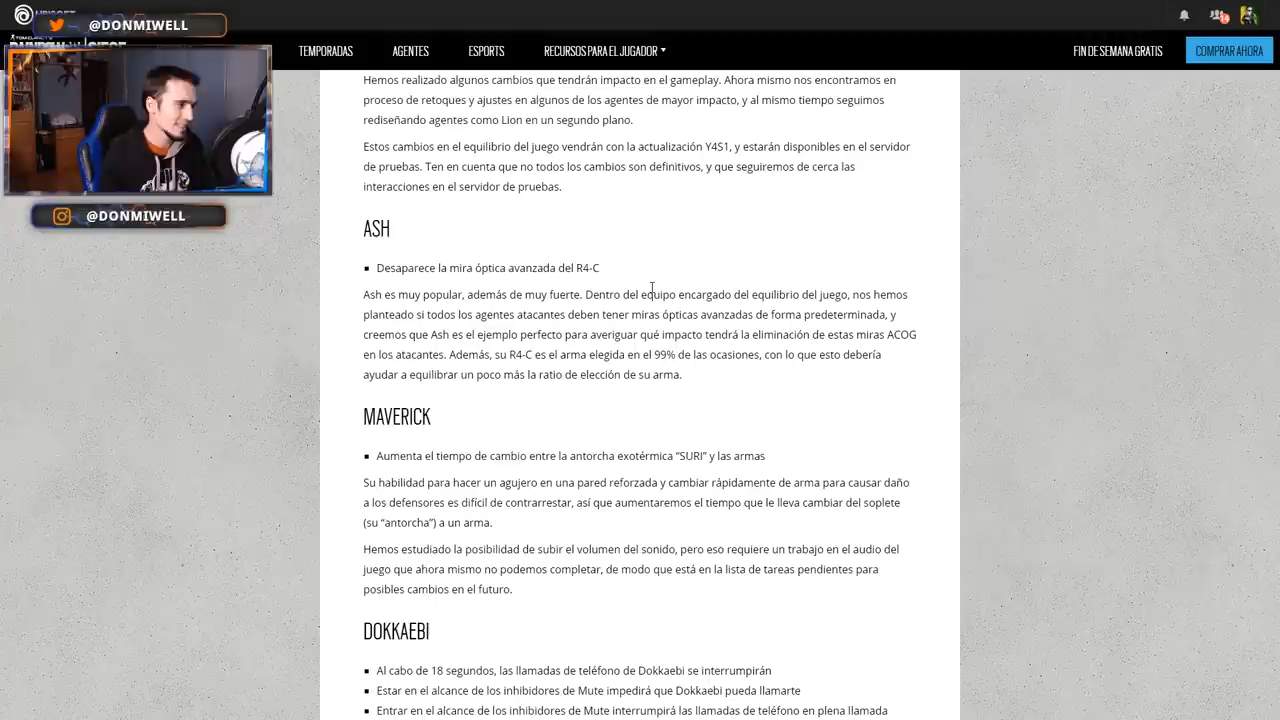 @DONMIWELL
14
TEMPORADAS AGENTES ESPORTS RECURSOS PARA EL JUGADOR FIN DE SEMANA GRATIS COMPRAR AHORA
Hemos realizado algunos cambios que tendrán impacto en el gameplay. Ahora mismo nos encontramos en
proceso de retoques y ajustes en algunos de los agentes de mayor impacto, y al mismo tiempo seguimos
rediseñando agentes como Lion en un segundo plano.
Estos cambios en el equilibrio del juego vendrán con la actualización Y4S1, y estarán disponibles en el servidor
de pruebas. Ten en cuenta que no todos los cambios son definitivos, y que seguiremos de cerca las
interacciones en el servidor de pruebas.
@DONMIWELL
ASH
▪ Desaparece la mira óptica avanzada del R4-C
Ash es muy popular, además de muy fuerte. Dentro del equipo encargado del equilibrio del juego, nos hemos
planteado si todos los agentes atacantes deben tener miras ópticas avanzadas de forma predeterminada, y
creemos que Ash es el ejemplo perfecto para averiguar qué impacto tendrá la eliminación de estas miras ACOG
en los atacantes. Además, su R4-C es el arma elegida en el 99% de las ocasiones, con lo que esto debería
ayudar a equilibrar un poco más la ratio de elección de su arma.
MAVERICK
▪ Aumenta el tiempo de cambio entre la antorcha exotérmica “SURI” y las armas
Su habilidad para hacer un agujero en una pared reforzada y cambiar rápidamente de arma para causar daño
a los defensores es difícil de contrarrestar, así que aumentaremos el tiempo que le lleva cambiar del soplete
(su “antorcha”) a un arma.
Hemos estudiado la posibilidad de subir el volumen del sonido, pero eso requiere un trabajo en el audio del
juego que ahora mismo no podemos completar, de modo que está en la lista de tareas pendientes para
posibles cambios en el futuro.
DOKKAEBI
▪ Al cabo de 18 segundos, las llamadas de teléfono de Dokkaebi se interrumpirán
▪ Estar en el alcance de los inhibidores de Mute impedirá que Dokkaebi pueda llamarte
▪ Entrar en el alcance de los inhibidores de Mute interrumpirá las llamadas de teléfono en plena llamada